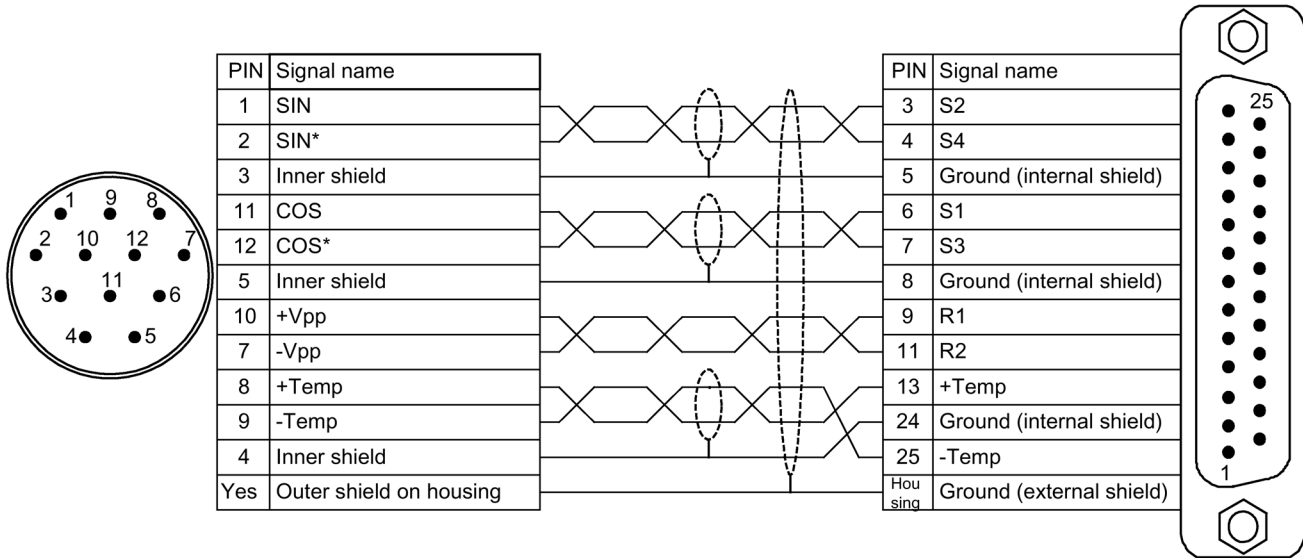 PIN Signal name
1 SIN
2 SIN*
3 Inner shield
11 COS
12 COS*
5 Inner shield
10 +Vpp
7 -Vpp
8 +Temp
9 -Temp
4 Inner shield
Yes Outer shield on housing
1 9 8
2 10 12 7
3 11 6
4 5
PIN Signal name
3 S2
4 S4
5 Ground (internal shield)
6 S1
7 S3
8 Ground (internal shield)
9 R1
11 R2
13 +Temp
24 Ground (internal shield)
25 -Temp
Hou
sing Ground (external shield)
25
1